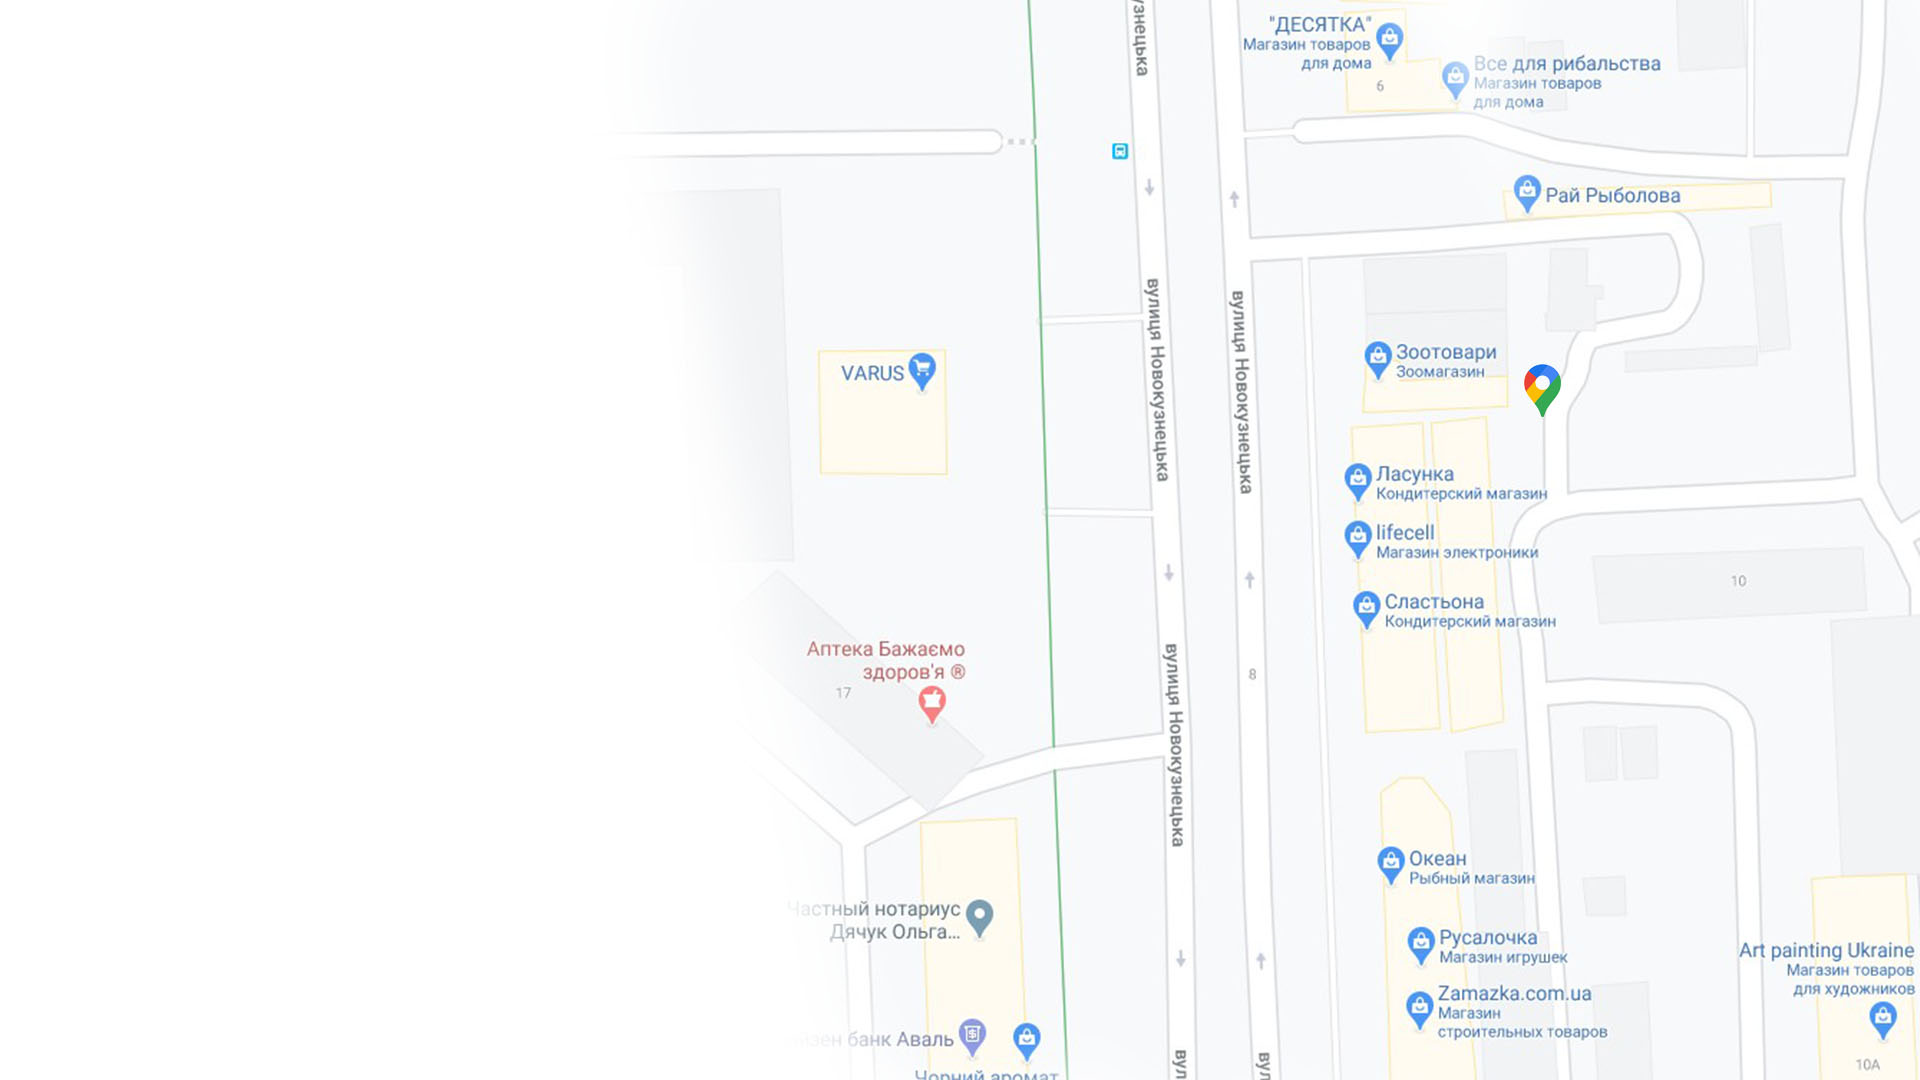 "ДЕСЯТКА"
Магазин товаров
для дома
6
Все для рибальства
Магазин товаров
для дома
Рай Рыболова
вулиця Новокузнецька
вулиця Новокузнецька
VARUS
Зоотовари
Зоомагазин
Ласунка
Кондитерский магазин
lifecell
Магазин электроники
10
Сластьона
Кондитерский магазин
Аптека Бажаємо
здоров'я ®
17
8
вулиця Новокузнецька
Океан
Рыбный магазин
Частный нотариус
Дячук Ольга...
Русалочка
Магазин игрушек
Art painting Ukraine
Магазин товаров
для художников
Zamazka.com.ua
Магазин
строительных товаров
банк Аваль
Чорний аромат
10А